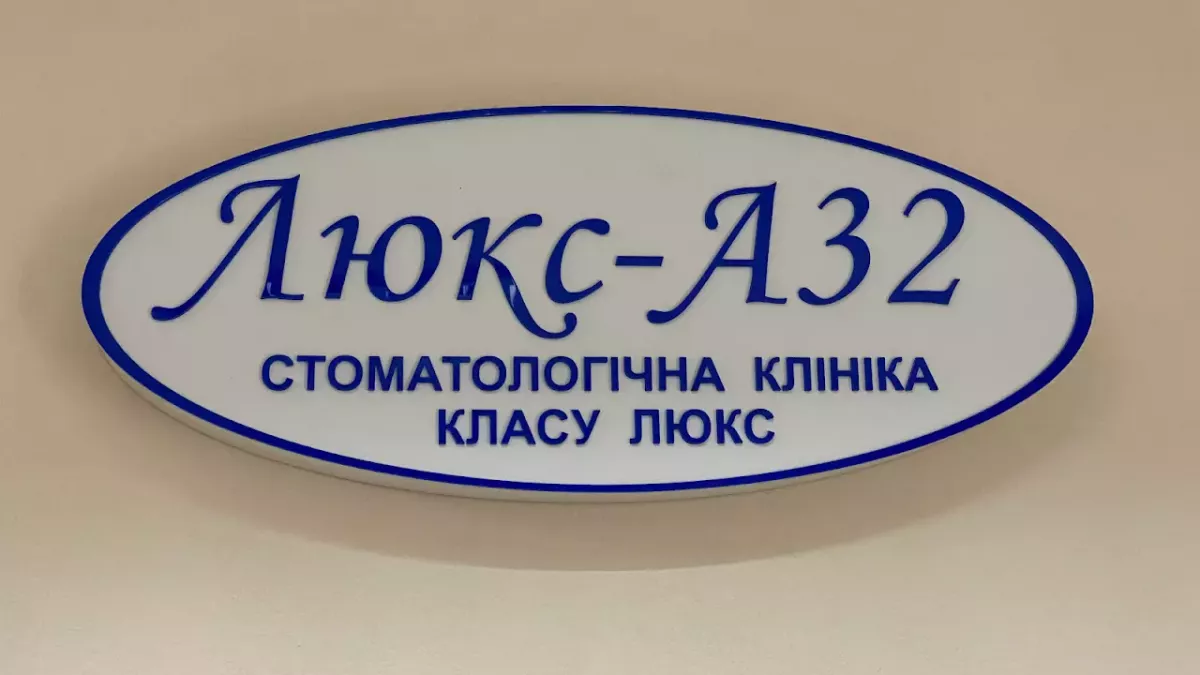 Люкс-А32
СТОМАТОЛОГІЧНА КЛІНІКА
КЛАСУ ЛЮКС